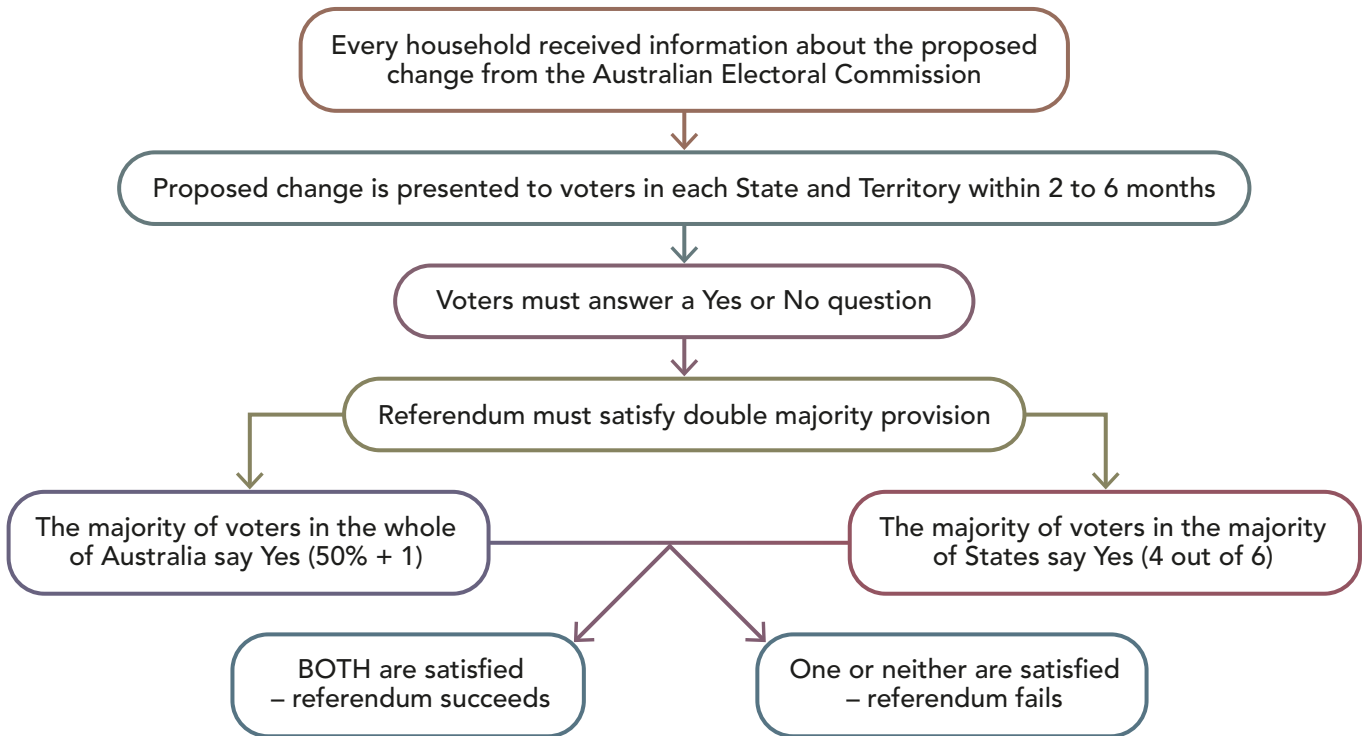 Every household received information about the proposed
change from the Australian Electoral Commission
Proposed change is presented to voters in each State and Territory within 2 to 6 months
Voters must answer a Yes or No question
Referendum must satisfy double majority provision
The majority of voters in the whole
of Australia say Yes (50% + 1)
The majority of voters in the majority
of States say Yes (4 out of 6)
BOTH are satisfied
– referendum succeeds
One or neither are satisfied
– referendum fails